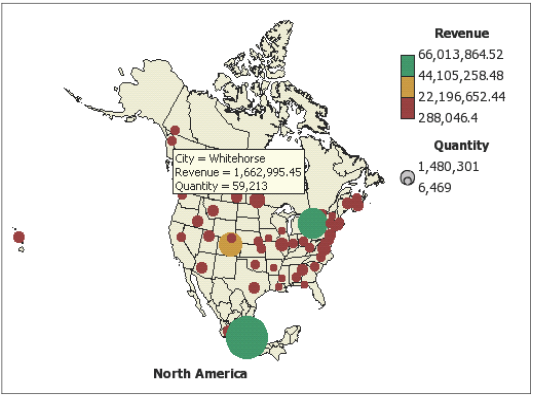 Revenue
66,013,864.52
44,105,258.48
22,196,652.44
288,046.4
Quantity
1,480,301
6,469
City = Whitehorse
Revenue = 1,662,995.45
Quantity = 59,213
North America